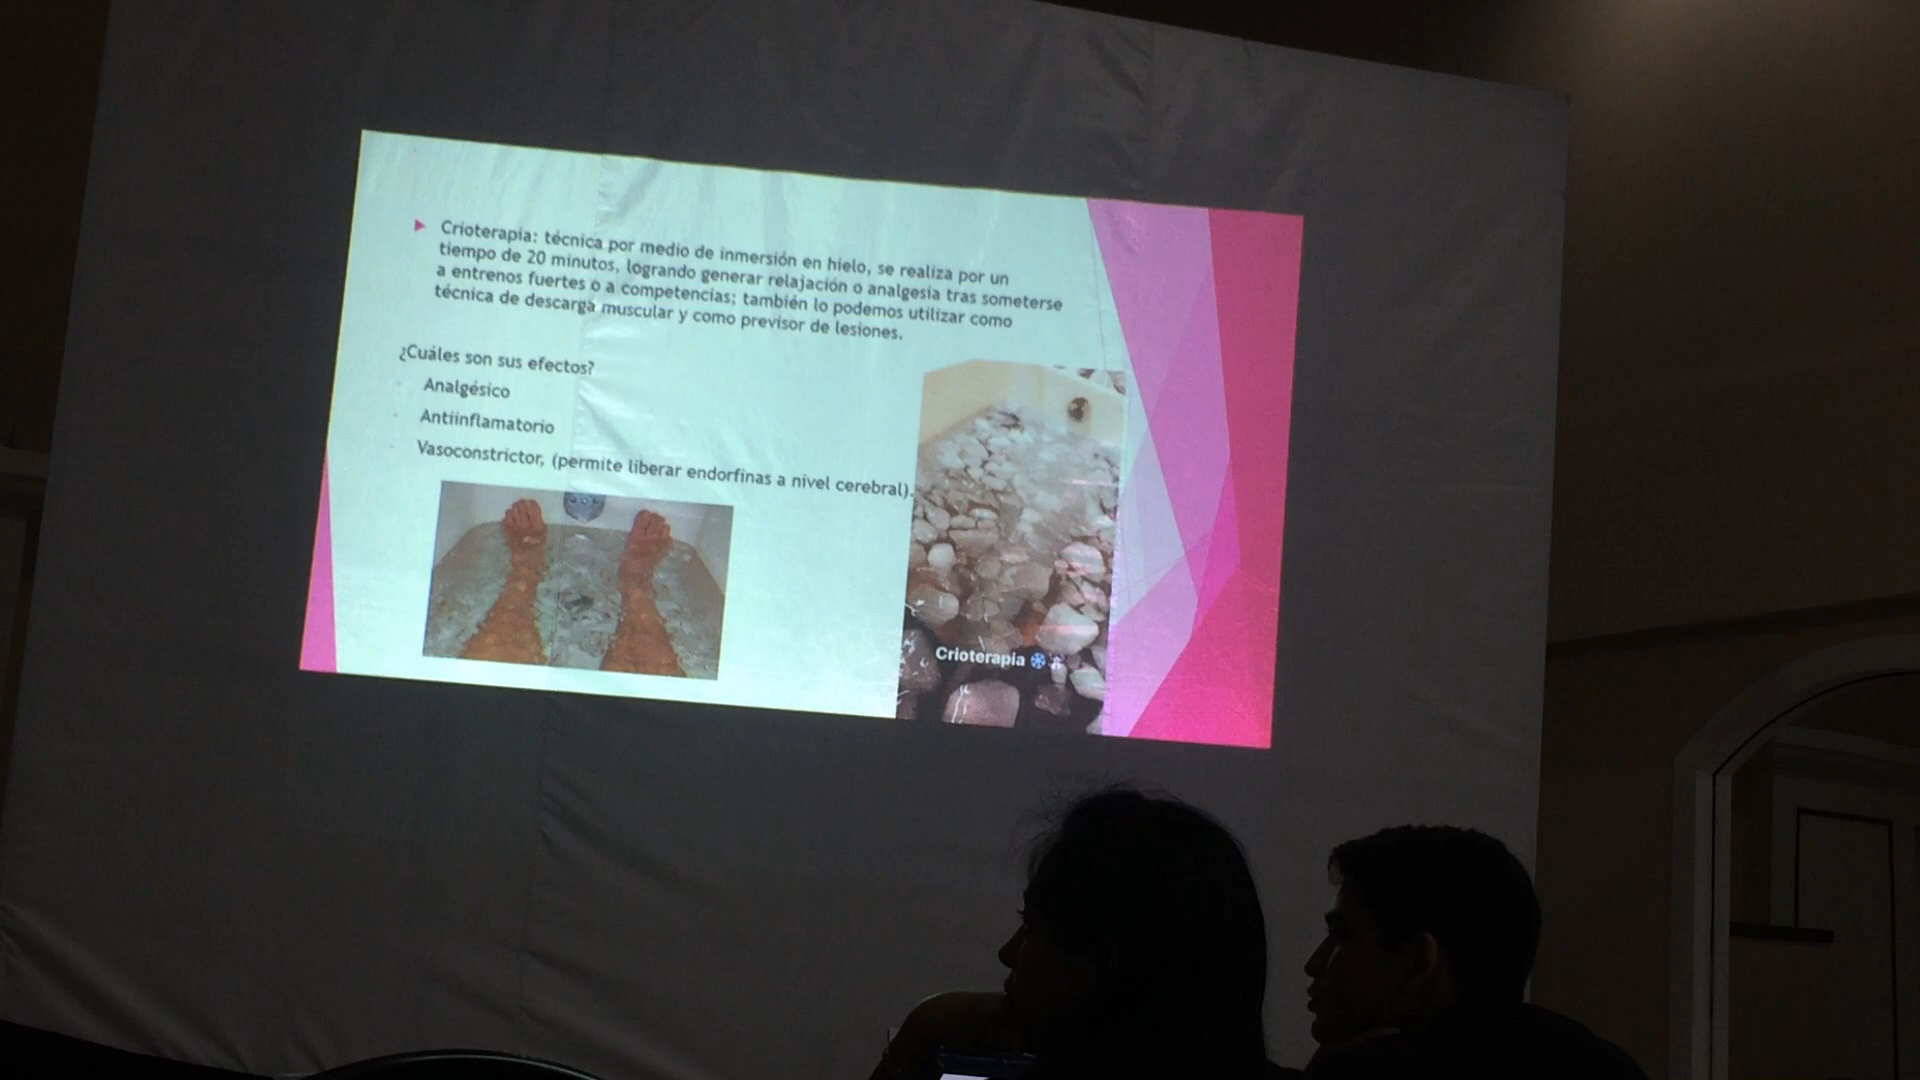 Crioterapia: técnica por medio de inmersión en hielo, se realiza por un
tiempo de 20 minutos, logrando generar relajación o analgesia tras someterse
a entrenos fuertes o a competencias; también lo podemos utilizar como
técnica de descarga muscular y como previsor de lesiones.
¿Cuáles son sus efectos?
Analgésico
Antiinflamatorio
Vasoconstrictor, (permite liberar endorfinas a nivel cerebral).
Crioterapia